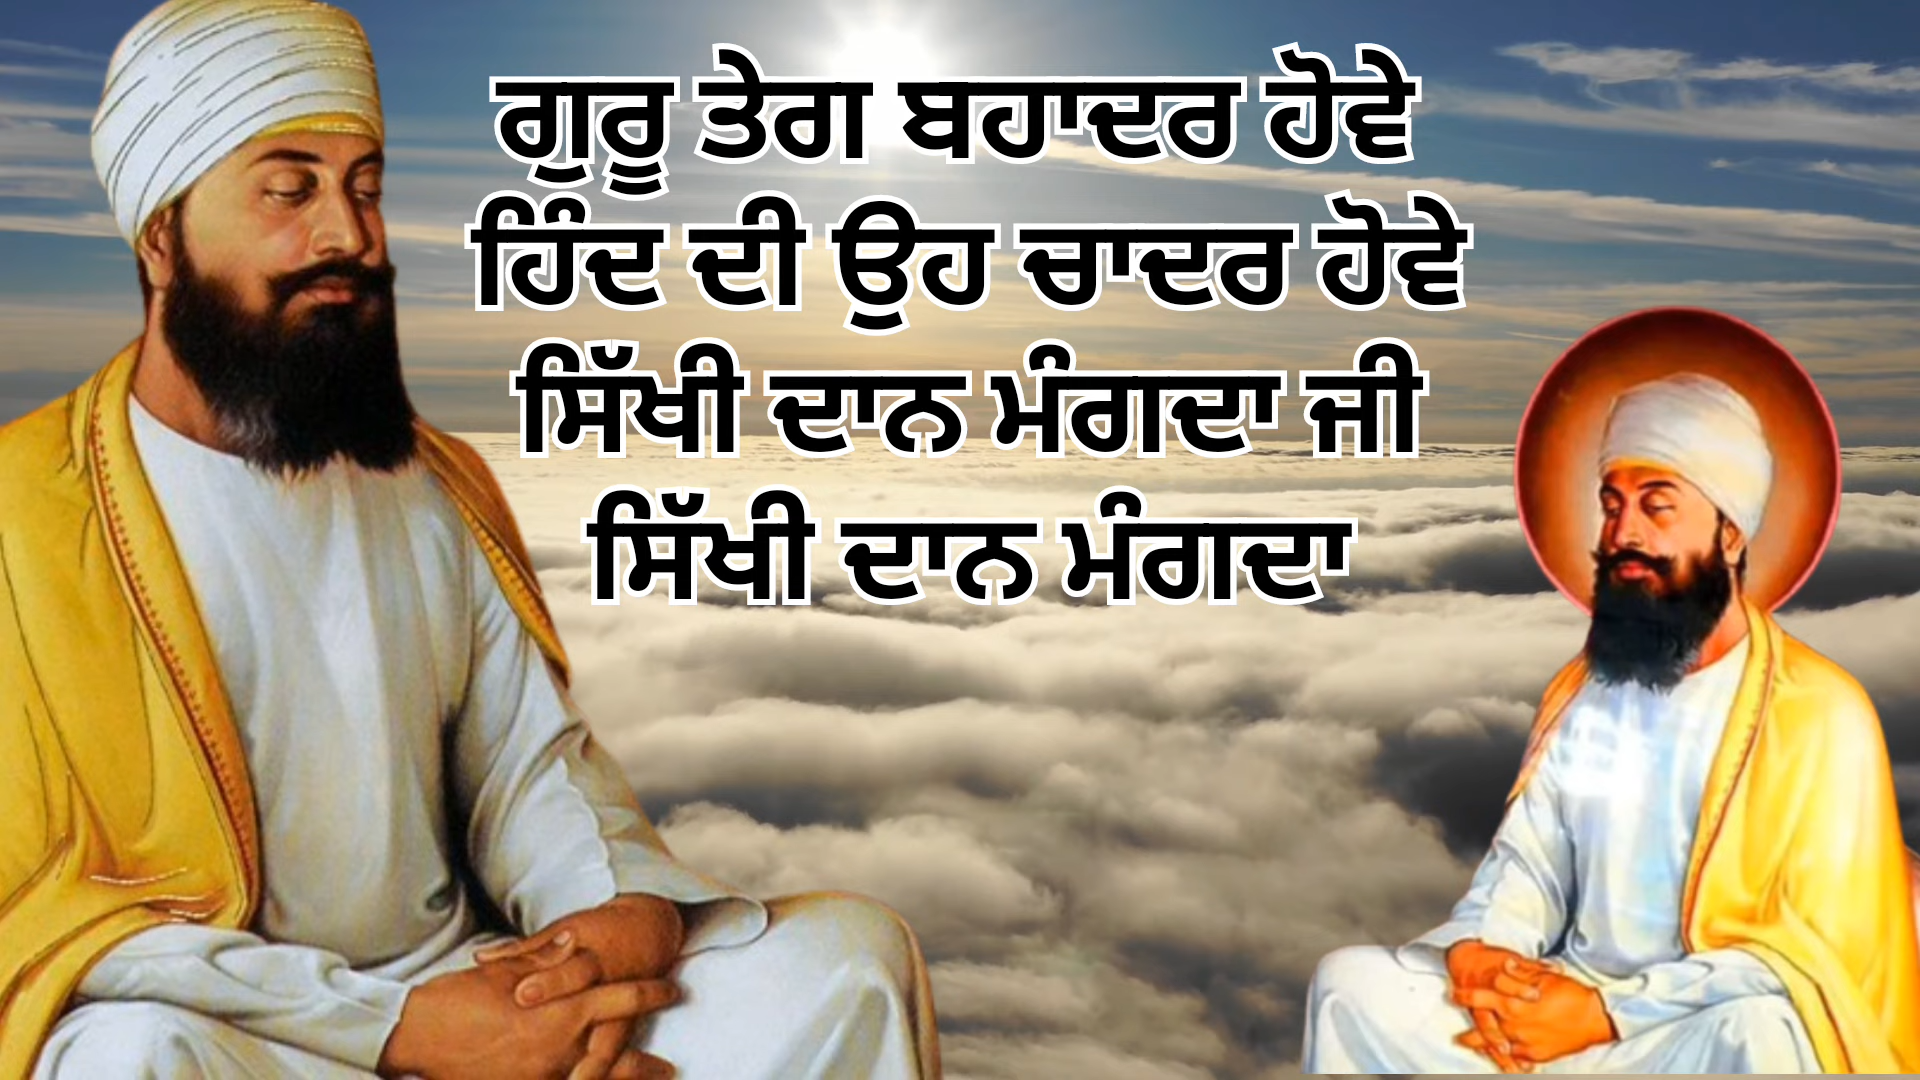 ਗੁਰੂ ਤੇਗ ਬਹਾਦਰ ਹੋਵੇ
ਹਿੰਦ ਦੀ ਉਹ ਚਾਦਰ ਹੋਵੇ
ਸਿੱਖੀ ਦਾਨ ਮੰਗਦਾ ਜੀ
ਸਿੱਖੀ ਦਾਨ ਮੰਗਦਾ